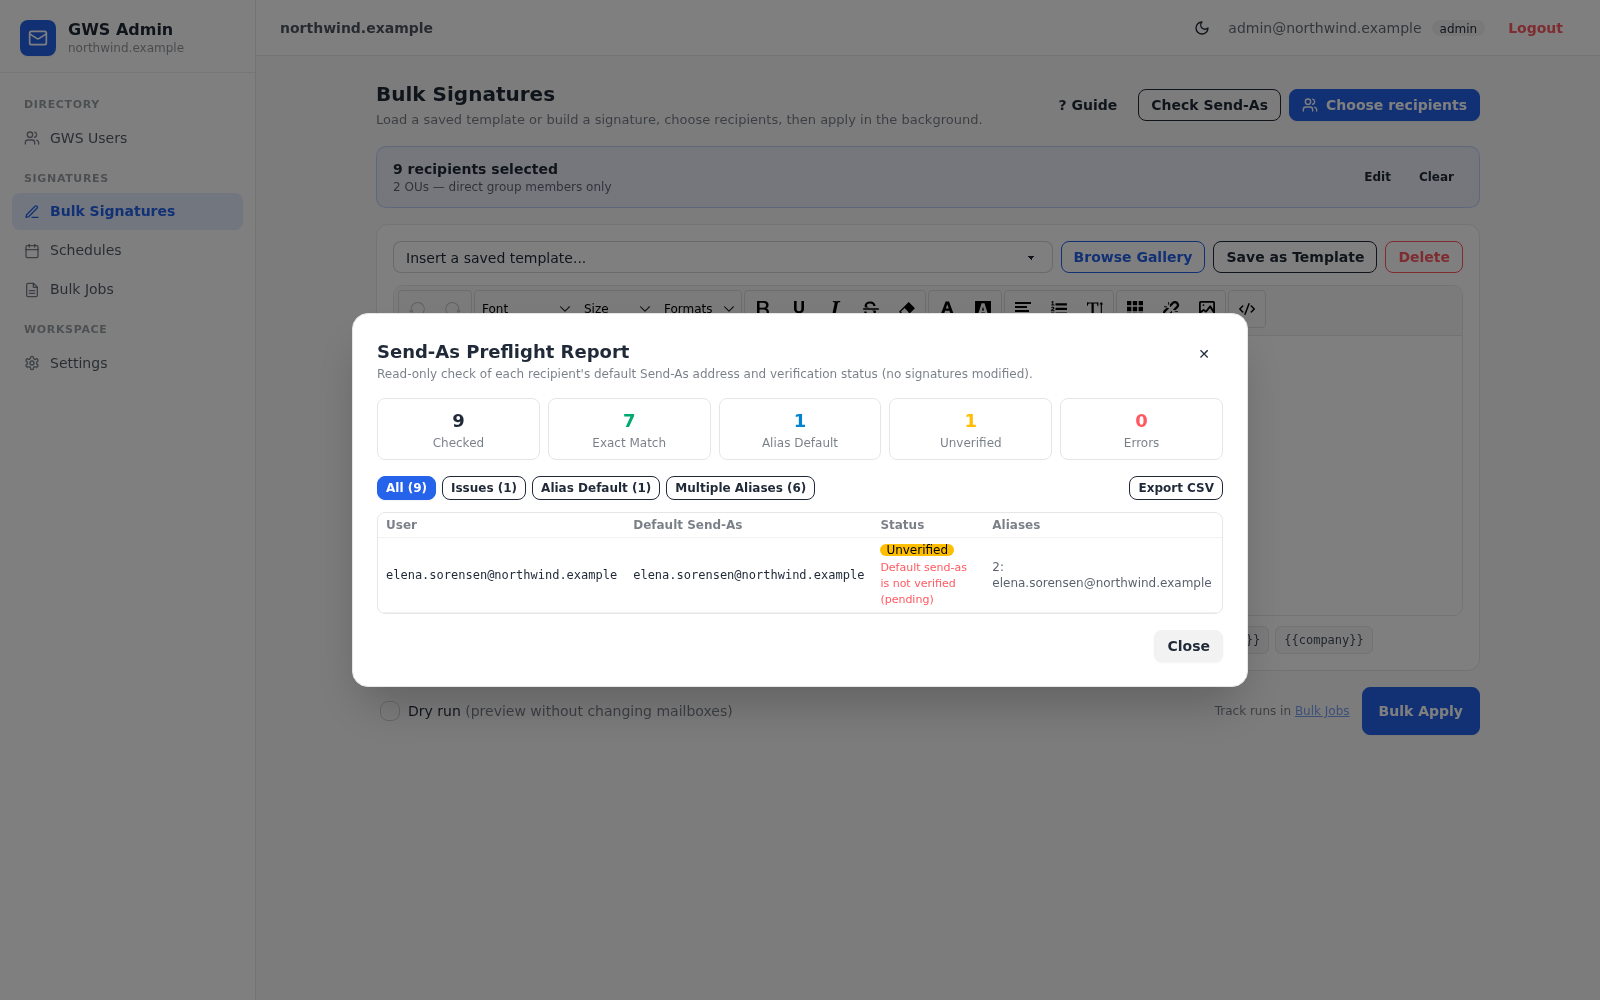 GWS Admin
northwind.example
DIRECTORY
GWS Users
SIGNATURES
Bulk Signatures
Schedules
Bulk Jobs
WORKSPACE
Settings
northwind.example
admin@northwind.example
admin
Logout
Bulk Signatures
Load a saved template or build a signature, choose recipients, then apply in the background.
? Guide
Check Send-As
Choose recipients
9 recipients selected
2 OUs — direct group members only
Edit
Clear
Insert a saved template...
Browse Gallery
Save as Template
Delete
Font
Size
Formats
Send-As Preflight Report
✕
Read-only check of each recipient's default Send-As address and verification status (no signatures modified).
9
Checked
7
Exact Match
1
Alias Default
1
Unverified
0
Errors
All (9)
Issues (1)
Alias Default (1)
Multiple Aliases (6)
Export CSV
User
Default Send-As
Status
Aliases
elena.sorensen@northwind.example
elena.sorensen@northwind.example
Unverified
Default send-as
is not verified
(pending)
2:
elena.sorensen@northwind.example
Close
}}
{{company}}
Dry run (preview without changing mailboxes)
Track runs in Bulk Jobs
Bulk Apply